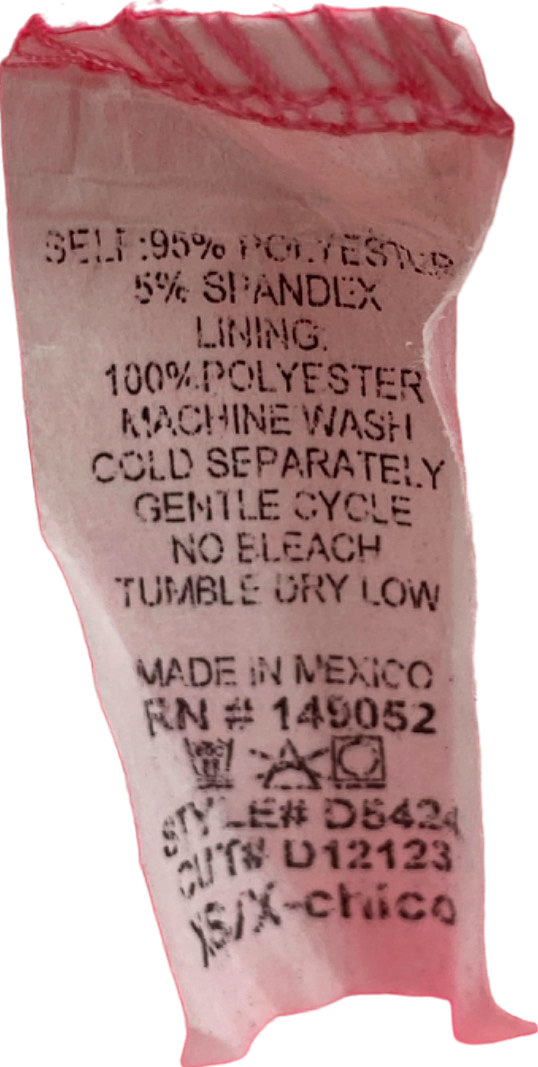 SELF:95% POLYESTER
5% SPANDEX
LINING:
100%POLYESTER
MACHINE WASH
COLD SEPARATELY
GENTLE CYCLE
NO BLEACH
TUMBLE DRY LOW
MADE IN MEXICO
RN # 149052
STYLE# D5424
CUT# D12123
XS/X-chico